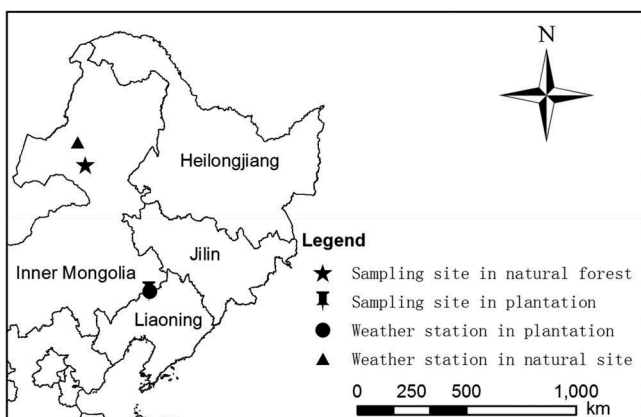 N
Heilongjiang
Jilin
Inner Mongolia
Liaoning
Legend
Sampling site in natural forest
Sampling site in plantation
Weather station in plantation
Weather station in natural site
0 250 500 1,000
km